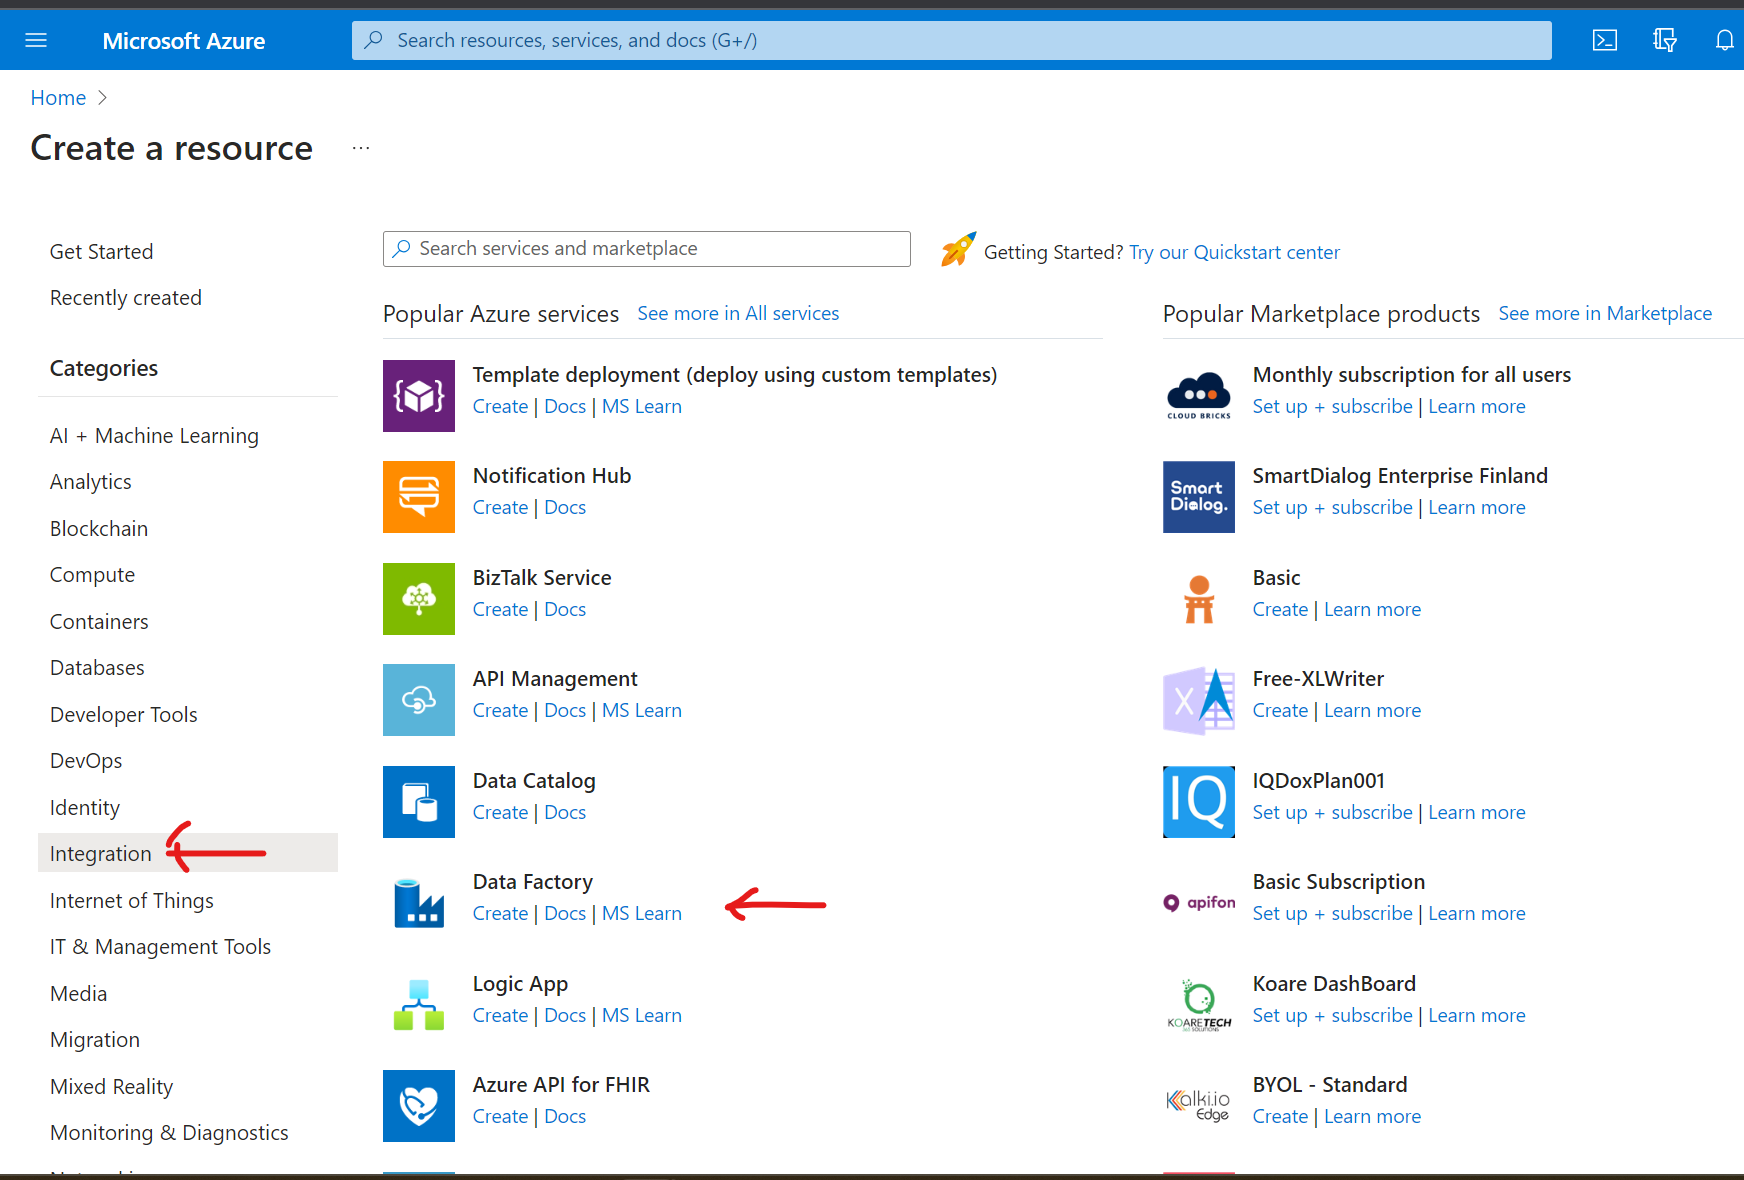 Microsoft Azure
Search resources, services, and docs (G+/)
Home
Create a resource
...
Get Started
Recently created
Categories
AI + Machine Learning
Analytics
Blockchain
Compute
Containers
Databases
Developer Tools
DevOps
Identity
Integration
Internet of Things
IT & Management Tools
Media
Migration
Mixed Reality
Monitoring & Diagnostics
Search services and marketplace
Getting Started? Try our Quickstart center
Popular Azure services See more in All services
Template deployment (deploy using custom templates)
Create | Docs | MS Learn
Notification Hub
Create | Docs
BizTalk Service
Create | Docs
API Management
Create | Docs | MS Learn
Data Catalog
Create | Docs
Data Factory
Create | Docs | MS Learn
Logic App
Create | Docs | MS Learn
Azure API for FHIR
Create | Docs
Popular Marketplace products See more in Marketplace
CLOUD BRICKS
Monthly subscription for all users
Set up + subscribe | Learn more
Smart
Dialog.
SmartDialog Enterprise Finland
Set up + subscribe | Learn more
Basic
Create | Learn more
X
Free-XLWriter
Create | Learn more
IQ
IQDoxPlan001
Set up + subscribe | Learn more
apifon
Basic Subscription
Set up + subscribe | Learn more
KOARETECH
Koare DashBoard
Set up + subscribe | Learn more
Kalki.io
Edge
BYOL - Standard
Create | Learn more